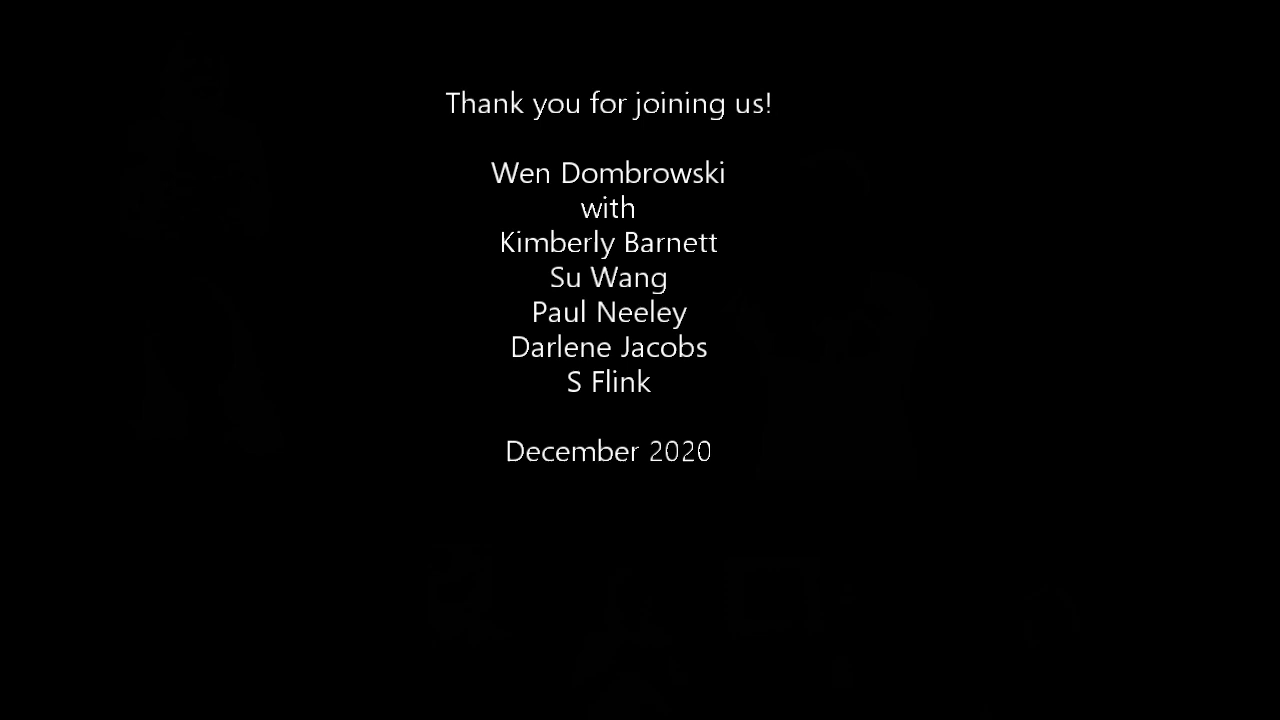 Thank you for joining us!
Wen Dombrowski
with
Kimberly Barnett
Su Wang
Paul Neeley
Darlene Jacobs
S Flink
December 2020